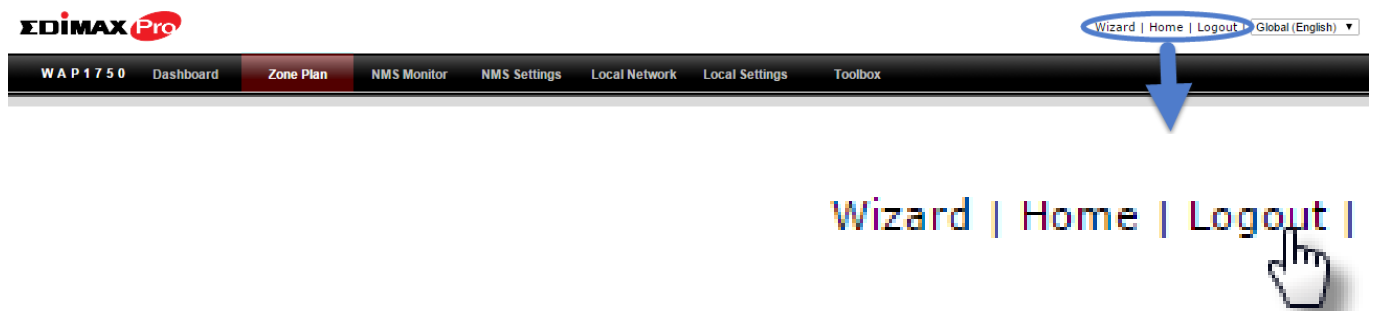 EDIMAX Pro
Wizard | Home | Logout | Global (English)
WAP1750 Dashboard Zone Plan NMS Monitor NMS Settings Local Network Local Settings Toolbox
Wizard | Home | Logout |